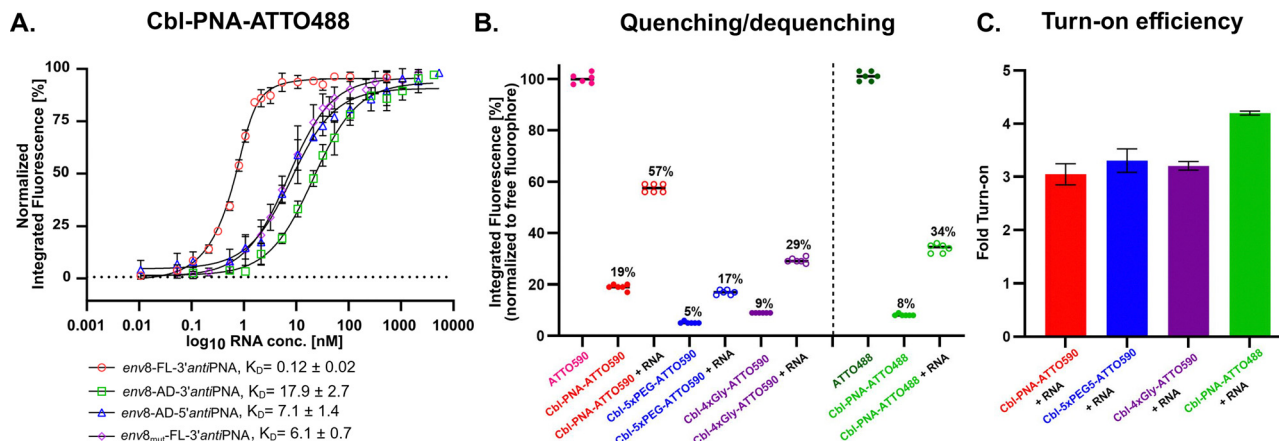 A.
Cbl-PNA-ATTO488
Normalized
Integrated Fluorescence [%]
100
75
50
25
0
0.001 0.01 0.1 1 10 100 1000 10000
log10 RNA conc. [nM]
env8-FL-3'antiPNA, KD= 0.12 ± 0.02
env8-AD-3'antiPNA, KD= 17.9 ± 2.7
env8-AD-5'antiPNA, KD= 7.1 ± 1.4
env8mut-FL-3'antiPNA, KD= 6.1 ± 0.7
B.
Quenching/dequenching
Integrated Fluorescence [%]
(normalized to free fluorophore)
100
80
60
40
20
0
19%
57%
5%
17%
9%
29%
8%
34%
ATTO590
Cbl-PNA-ATTO590
Cbl-PNA-ATTO590 + RNA
Cbl-5xPEG-ATTO590
Cbl-5xPEG-ATTO590 + RNA
Cbl-4xGly-ATTO590
Cbl-4xGly-ATTO590 + RNA
ATTO488
Cbl-PNA-ATTO488
Cbl-PNA-ATTO488 + RNA
C.
Turn-on efficiency
Fold Turn-on
5
4
3
2
1
0
Cbl-PNA-ATTO590
+ RNA
Cbl-5xPEG5-ATTO590
+ RNA
Cbl-4xGly-ATTO590
+ RNA
Cbl-PNA-ATTO488
+ RNA